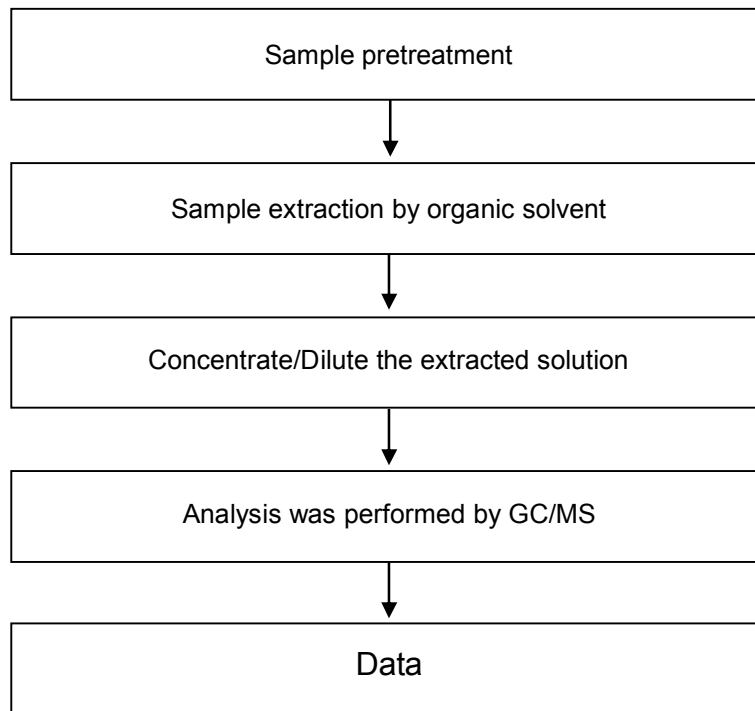 Sample pretreatment
Sample extraction by organic solvent
Concentrate/Dilute the extracted solution
Analysis was performed by GC/MS
Data